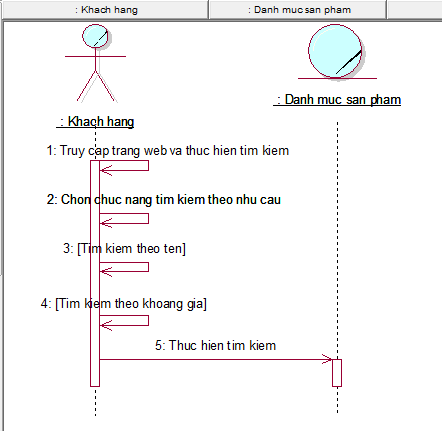 : Khach hang
: Danh muc san pham
: Khach hang
: Danh muc san pham
1: Truy cap trang web va thuc hien tim kiem
2: Chon chuc nang tim kiem theo nhu cau
3: [Tim kiem theo ten]
4: [Tim kiem theo khoang gia]
5: Thuc hien tim kiem